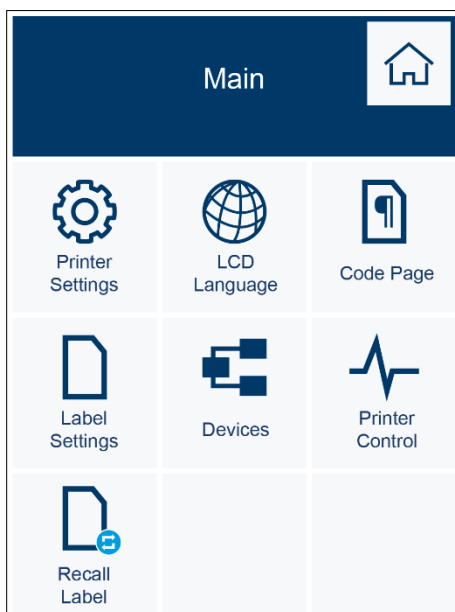 Main
Printer
Settings
LCD
Language
Code Page
Label
Settings
Devices
Printer
Control
Recall
Label